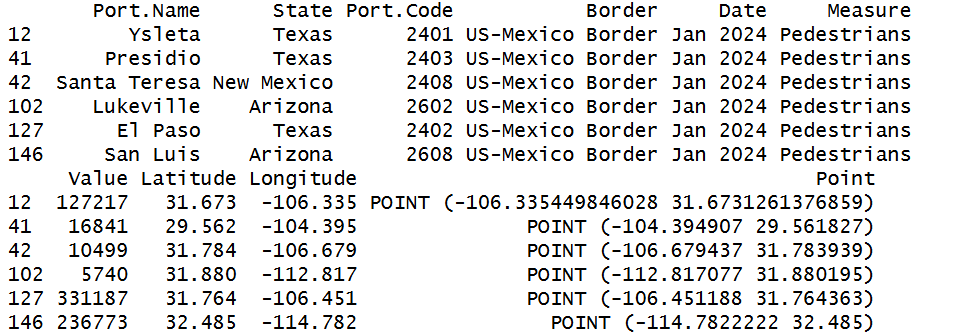 Port.Name State Port.Code Border Date Measure
12 Ysleta Texas 2401 US-Mexico Border Jan 2024 Pedestrians
41 Presidio Texas 2403 US-Mexico Border Jan 2024 Pedestrians
42 Santa Teresa New Mexico 2408 US-Mexico Border Jan 2024 Pedestrians
102 Lukeville Arizona 2602 US-Mexico Border Jan 2024 Pedestrians
127 El Paso Texas 2402 US-Mexico Border Jan 2024 Pedestrians
146 San Luis Arizona 2608 US-Mexico Border Jan 2024 Pedestrians
Value Latitude Longitude Point
12 127217 31.673 -106.335 POINT (-106.335449846028 31.6731261376859)
41 16841 29.562 -104.395 POINT (-104.394907 29.561827)
42 10499 31.784 -106.679 POINT (-106.679437 31.783939)
102 5740 31.880 -112.817 POINT (-112.817077 31.880195)
127 331187 31.764 -106.451 POINT (-106.451188 31.764363)
146 236773 32.485 -114.782 POINT (-114.7822222 32.485)